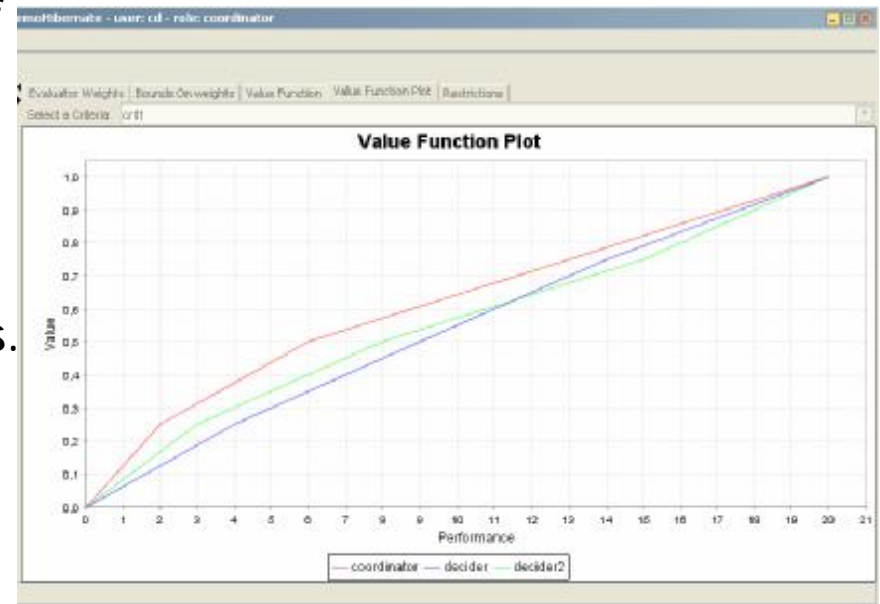 emoHibernate - user: cd - role: coordinator
Evaluator Weights Bounds On weights Value Function Value Function Plot Restrictions
Select a Criteria:
Value Function Plot
1,0
0,9
0,8
0,7
0,6
0,5
0,4
0,3
0,2
0,1
0,0
Value
0 1 2 3 4 5 6 7 8 9 10 11 12 13 14 15 16 17 18 19 20 21
Performance
coordinator decider decider2
s.